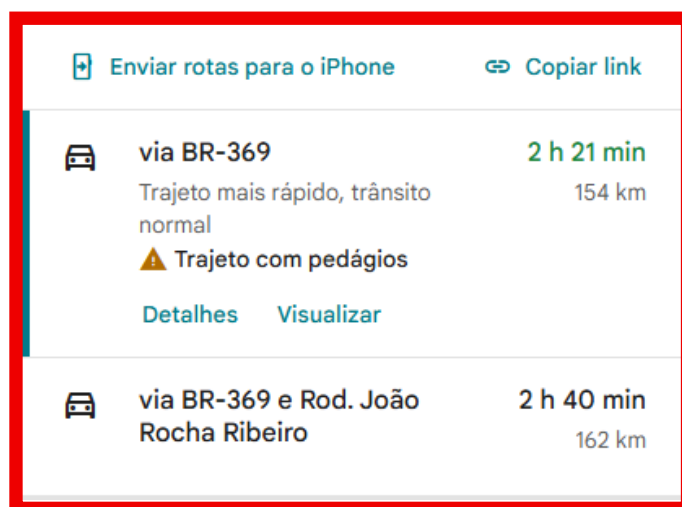 Enviar rotas para o iPhone
Copiar link
via BR-369
2 h 21 min
Trajeto mais rápido, trânsito
154 km
normal
Trajeto com pedágios
Detalhes
Visualizar
via BR-369 e Rod. João
2 h 40 min
Rocha Ribeiro
162 km